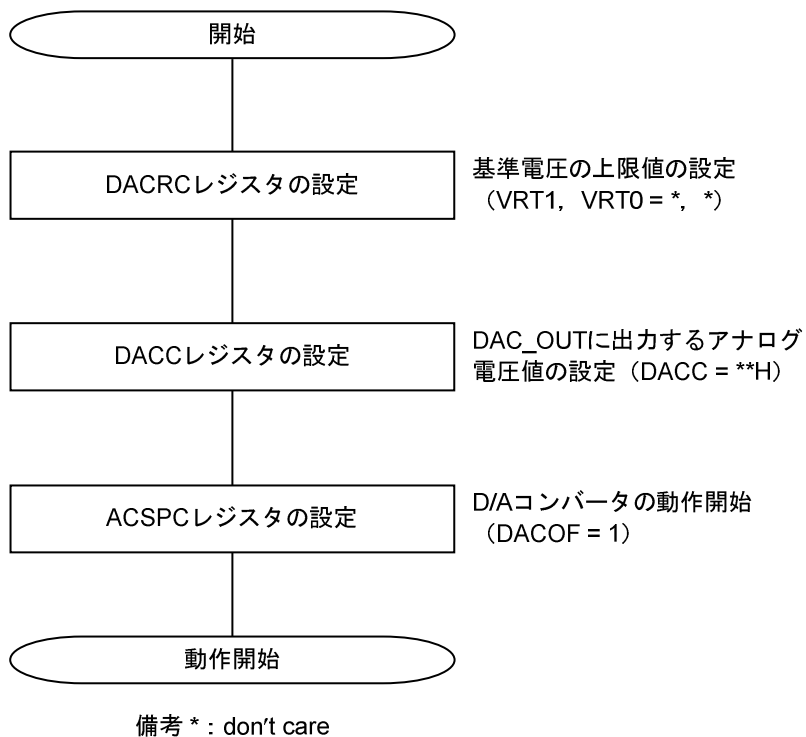 開始
DACRCレジスタの設定
基準電圧の上限値の設定
（VRT1，VRT0 = *，*）
DACCレジスタの設定
DAC_OUTに出力するアナログ
電圧値の設定（DACC = **H）
ACSPCレジスタの設定
D/Aコンバータの動作開始
（DACOF = 1）
動作開始
備考 *：don't care